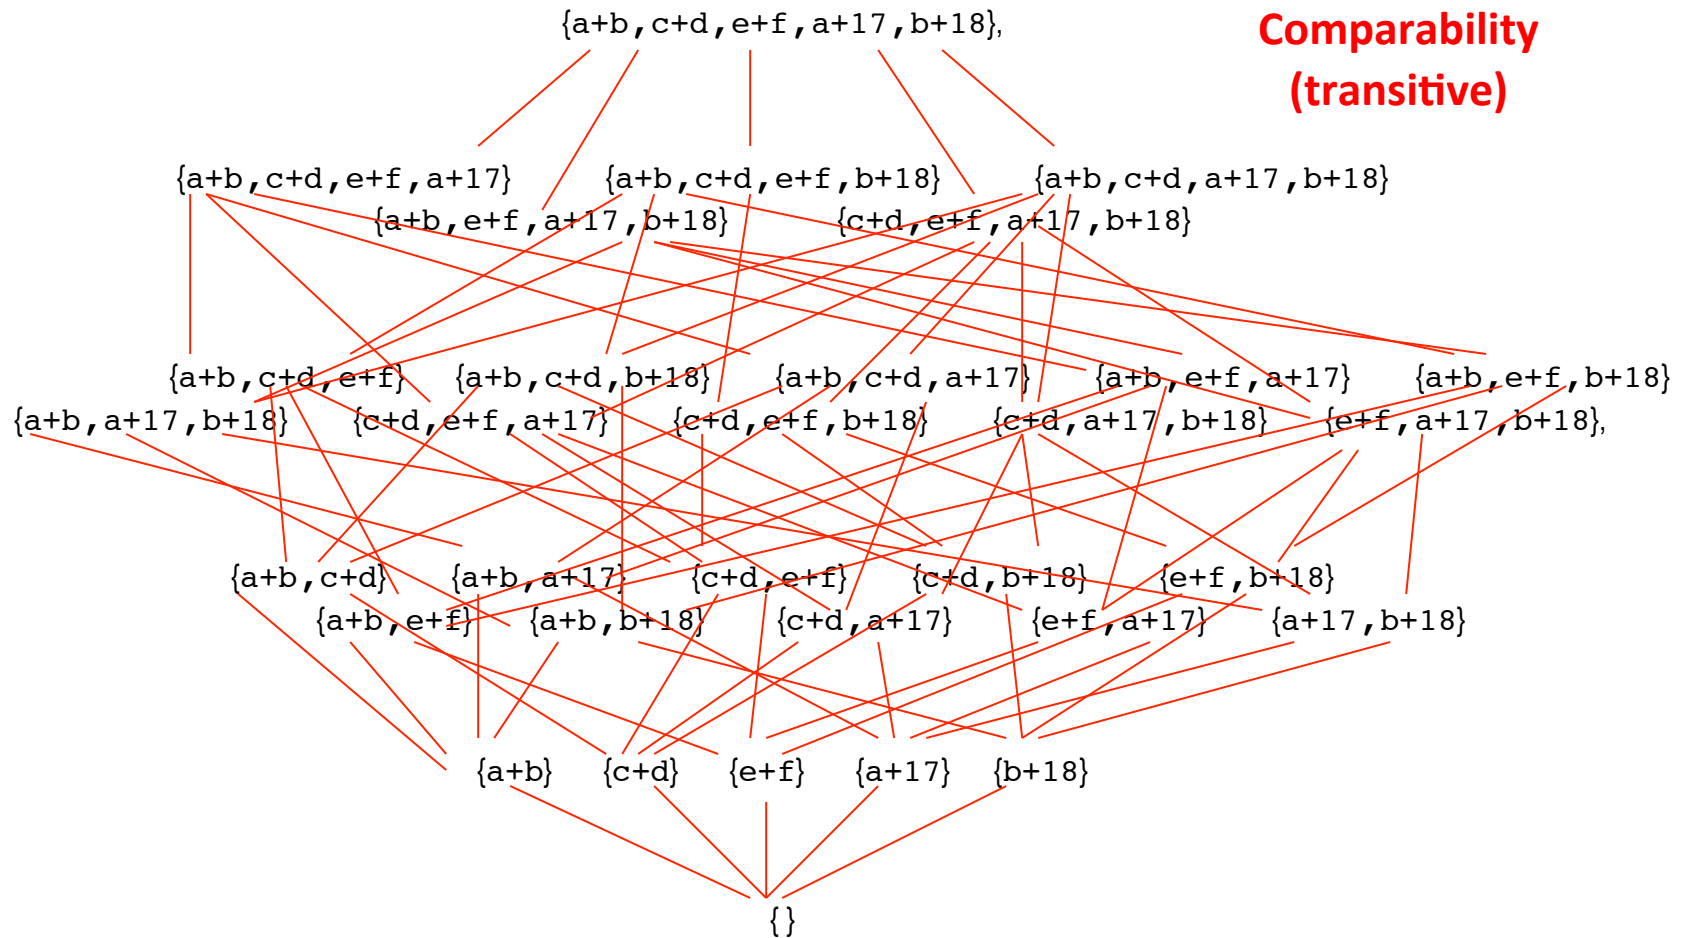 {a+b,c+d,e+f,a+17,b+18},
Comparability
(transitive)
{a+b,c+d,e+f,a+17} {a+b,c+d,e+f,b+18} {a+b,c+d,a+17,b+18}
{a+b,e+f,a+17,b+18} {c+d,e+f,a+17,b+18}
{a+b,c+d,e+f} {a+b,c+d,b+18} {a+b,c+d,a+17} {a+b,e+f,a+17} {a+b,e+f,b+18}
{a+b,a+17,b+18} {c+d,e+f,a+17} {c+d,e+f,b+18} {c+d,a+17,b+18} {e+f,a+17,b+18},
{a+b,c+d} {a+b,a+17} {c+d,e+f} {c+d,b+18} {e+f,b+18}
{a+b,e+f} {a+b,b+18} {c+d,a+17} {e+f,a+17} {a+17,b+18}
{a+b} {c+d} {e+f} {a+17} {b+18}
{}